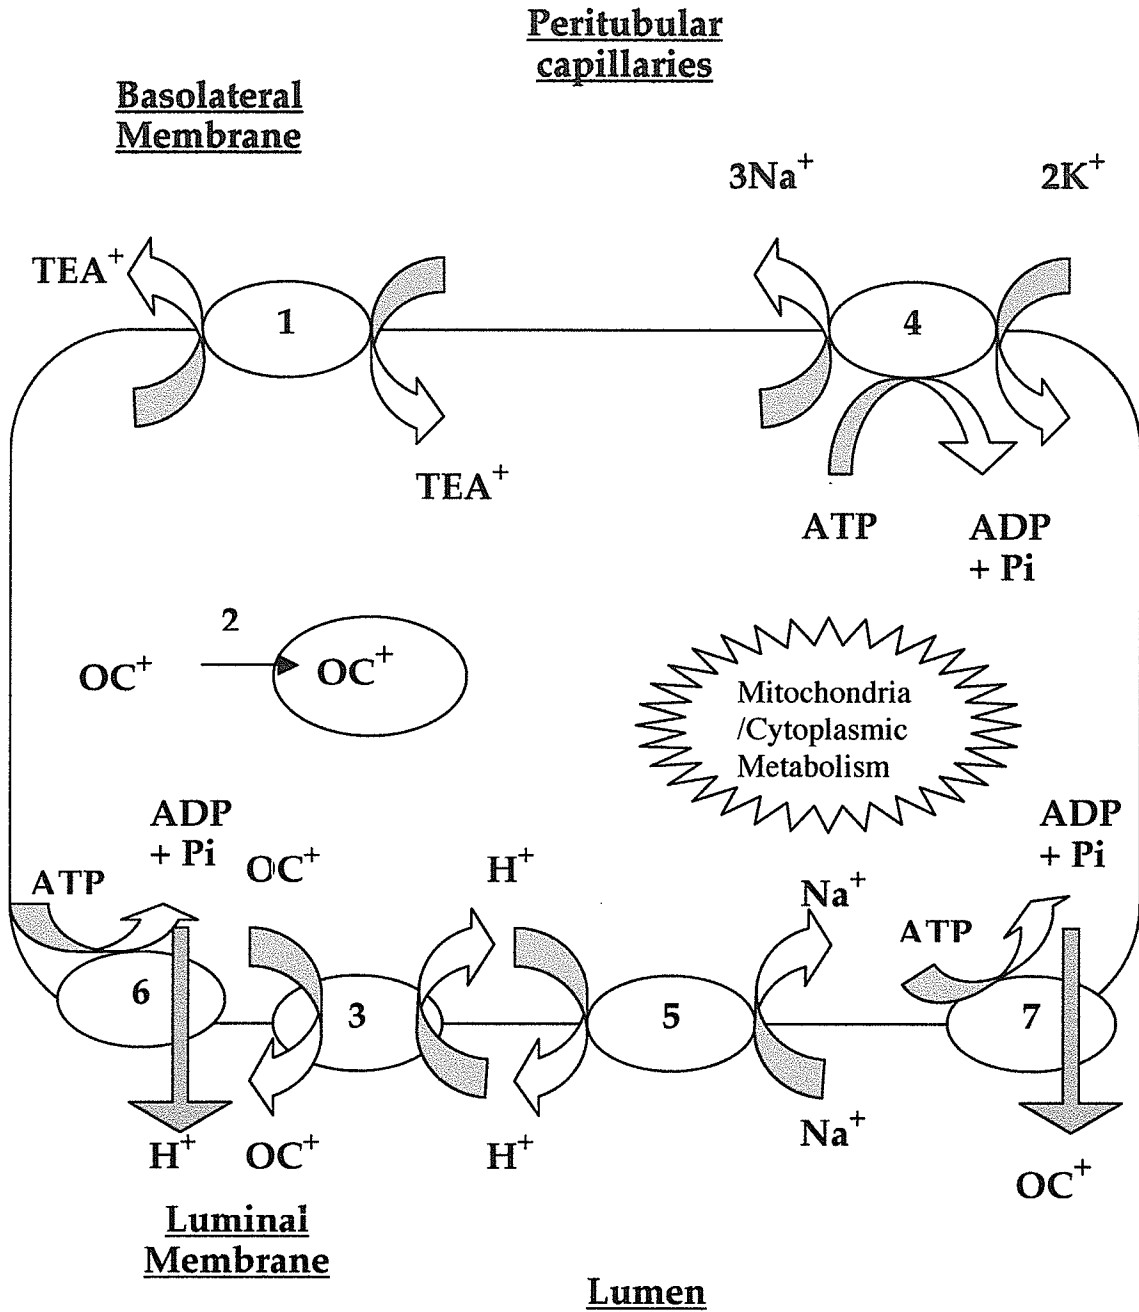 Peritubular
capillaries
Basolateral
Membrane
3Na+
2K+
TEA+
1
4
TEA+
ATP
ADP
+ Pi
2
OC+
OC+
Mitochondria
/Cytoplasmic
Metabolism
ADP
+ Pi
ADP
+ Pi
ATP
OC+
H+
Na+
ATP
6
3
5
7
H+
OC+
H+
Na+
OC+
Luminal
Membrane
Lumen